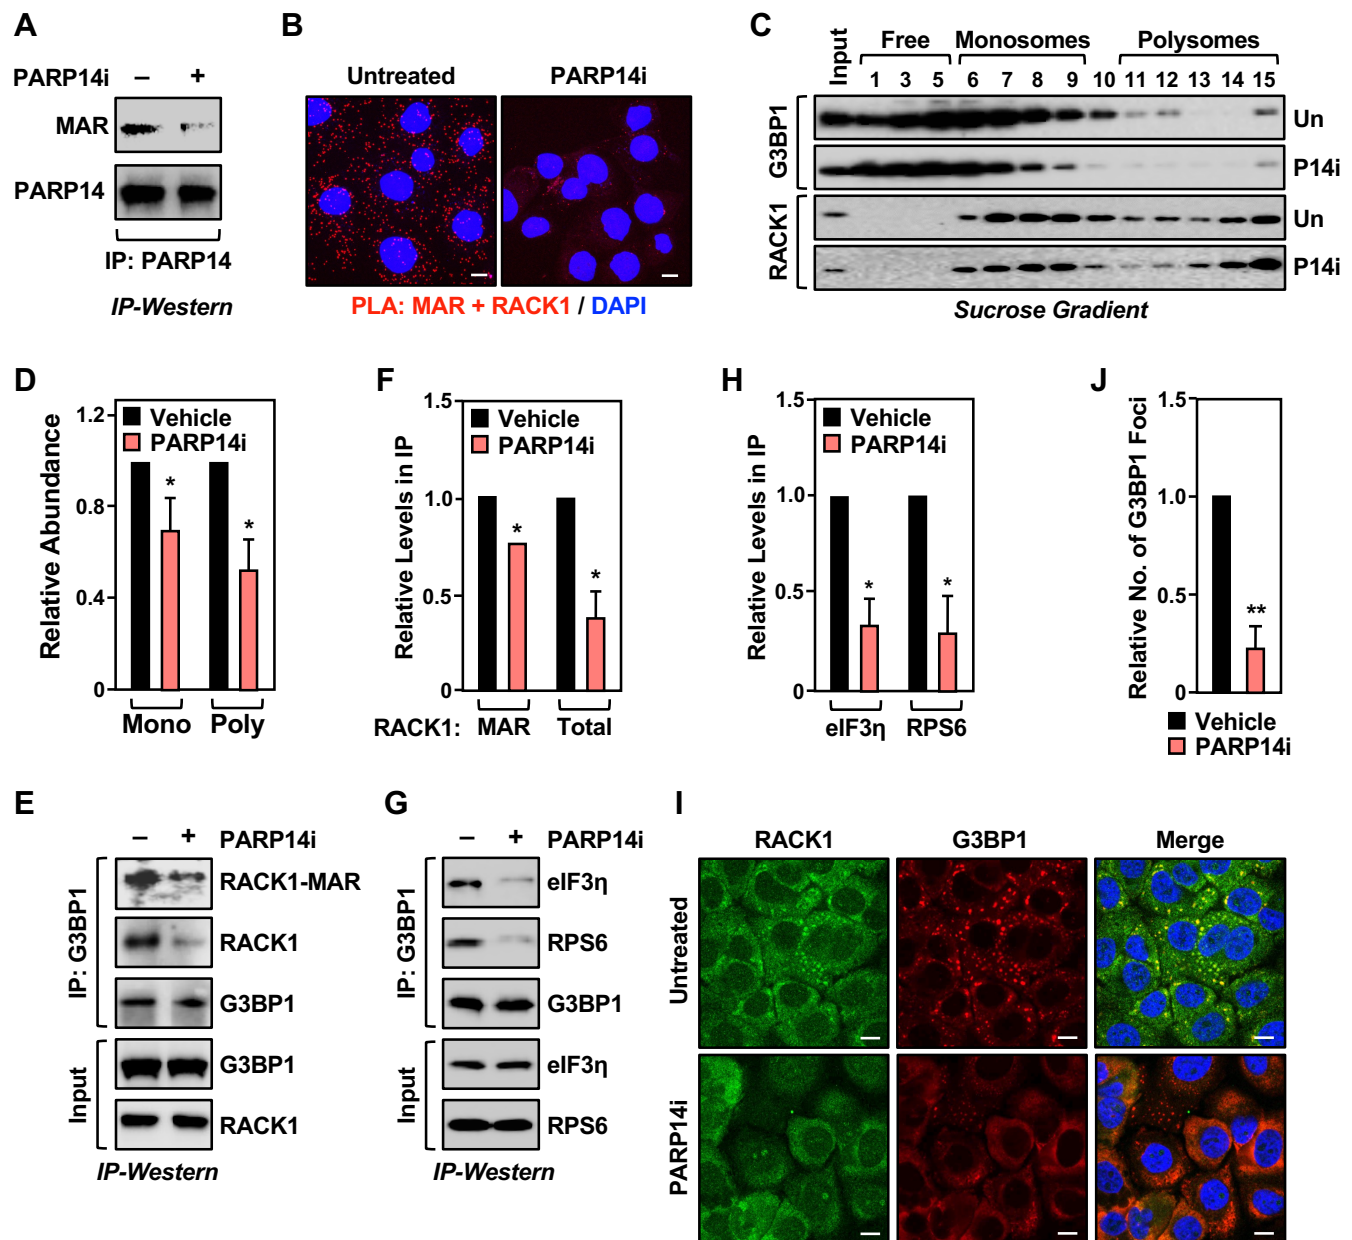 A
PARP14i – +
MAR
PARP14
IP: PARP14
IP-Western
B
Untreated PARP14i
PLA: MAR + RACK1 / DAPI
C
Input Free Monosomes Polysomes
1 3 5 6 7 8 9 10 11 12 13 14 15
G3BP1 Un
P14i
RACK1 Un
P14i
Sucrose Gradient
D
Relative Abundance
Vehicle
PARP14i
1.2
0.8
0.4
0
* *
Mono Poly
F
Relative Levels in IP
Vehicle
PARP14i
1.5
1.0
0.5
0
* *
RACK1: MAR Total
H
Relative Levels in IP
Vehicle
PARP14i
1.5
1.0
0.5
0
* *
eIF3η RPS6
J
Relative No. of G3BP1 Foci
1.5
1.0
0.5
0
**
Vehicle
PARP14i
E
– + PARP14i
IP: G3BP1
RACK1-MAR
RACK1
G3BP1
Input
G3BP1
RACK1
IP-Western
G
– + PARP14i
IP: G3BP1
eIF3η
RPS6
G3BP1
Input
eIF3η
RPS6
IP-Western
I
RACK1 G3BP1 Merge
Untreated
PARP14i